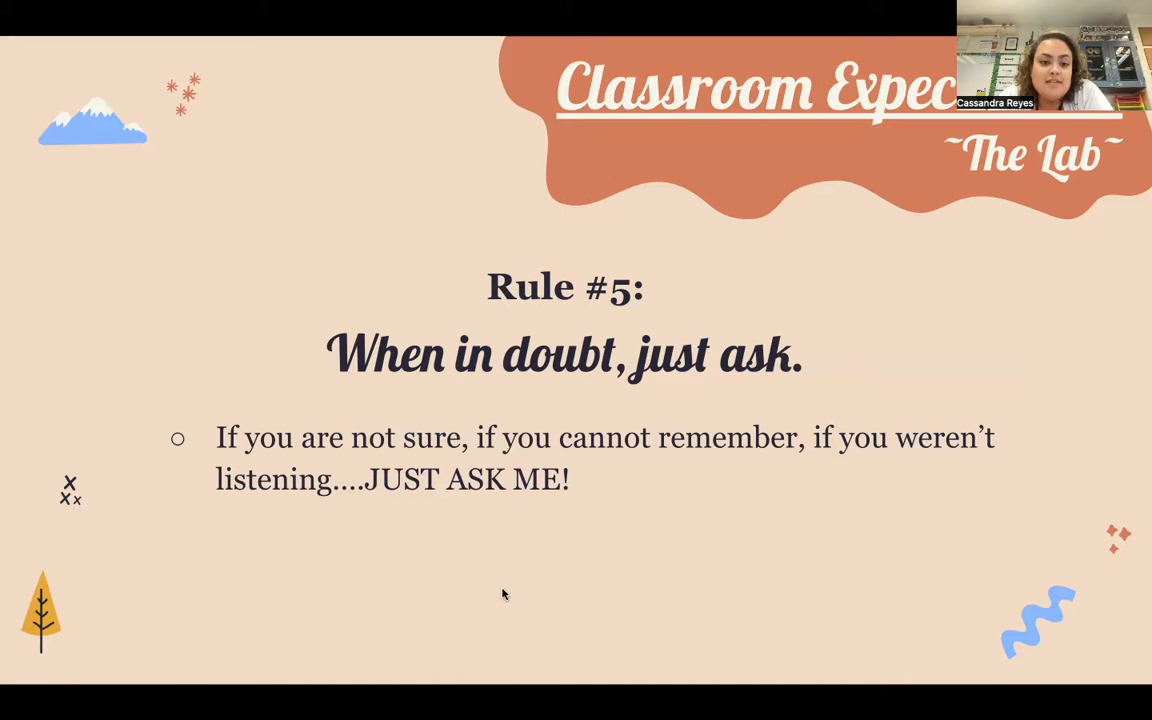 Classroom Expec
Cassandra Reyes
~The Lab~
Rule #5:
When in doubt, just ask.
○ If you are not sure, if you cannot remember, if you weren’t
listening....JUST ASK ME!
x
xx